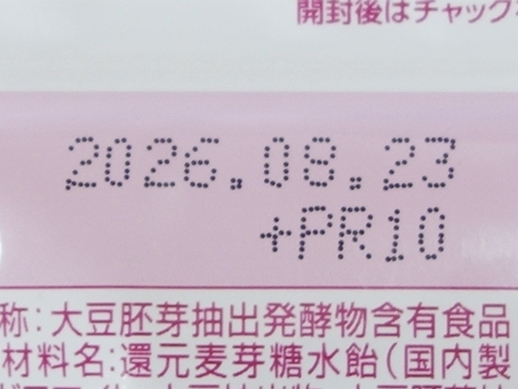 開封後はチャック
2026.08.23
+PR10
称:大豆胚芽抽出発酵物含有食品
材料名:還元麦芽糖水飴(国内製